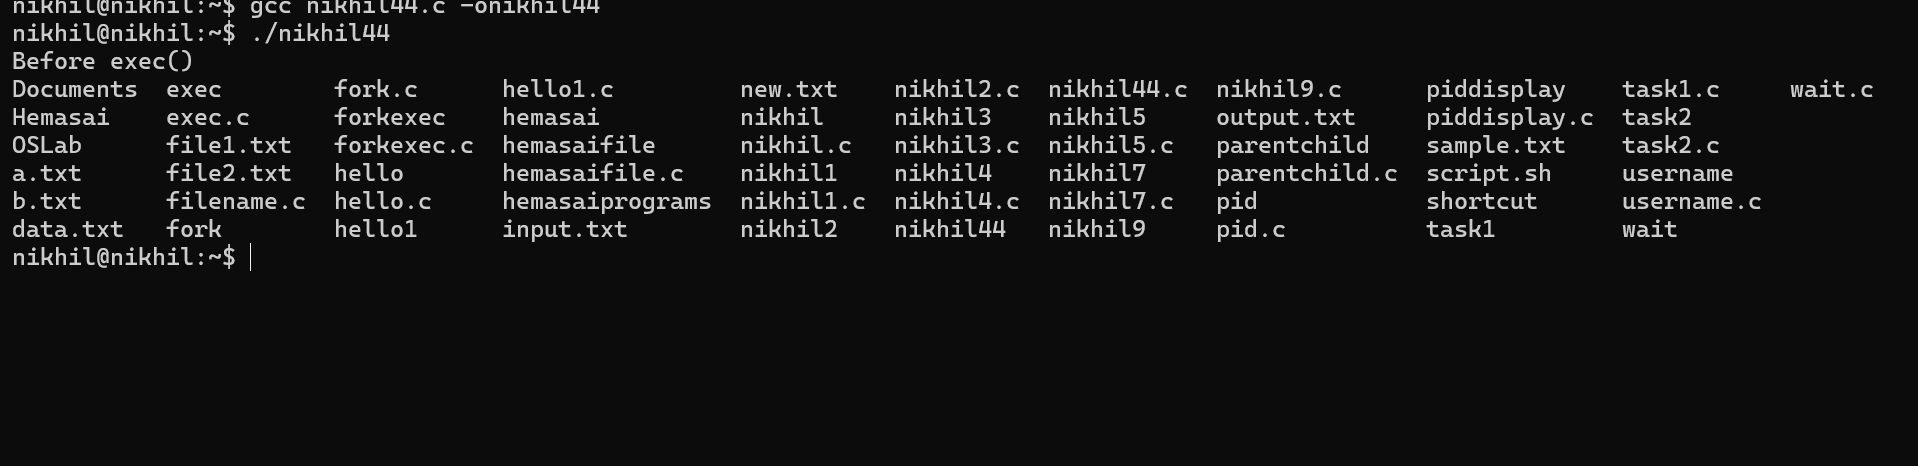 nikhil@nikhil:~$ gcc nikhil44.c -onikhil44
nikhil@nikhil:~$ ./nikhil44
Before exec()
Documents  exec        fork.c      hello1.c         new.txt    nikhil2.c  nikhil44.c  nikhil9.c      piddisplay    task1.c     wait.c
Hemasai    exec.c      forkexec    hemasai          nikhil     nikhil3    nikhil5     output.txt     piddisplay.c  task2
OSLab      file1.txt   forkexec.c  hemasaifile      nikhil.c   nikhil3.c  nikhil5.c   parentchild    sample.txt    task2.c
a.txt      file2.txt   hello       hemasaifile.c    nikhil1    nikhil4    nikhil7     parentchild.c  script.sh     username
b.txt      filename.c  hello.c     hemasaiprograms  nikhil1.c  nikhil4.c  nikhil7.c   pid            shortcut      username.c
data.txt   fork        hello1      input.txt        nikhil2    nikhil44   nikhil9     pid.c          task1         wait
nikhil@nikhil:~$